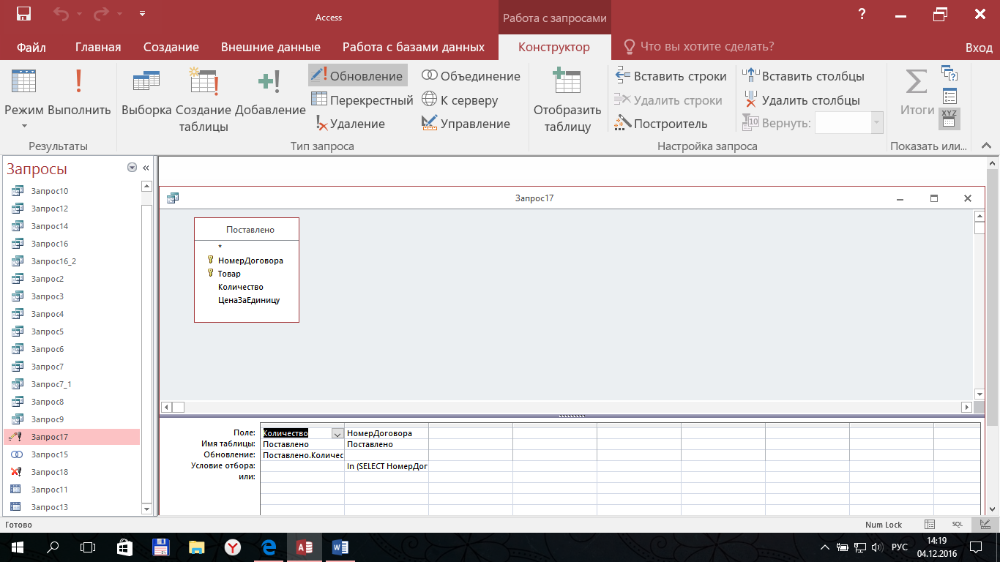 Access
Работа с запросами
?
Файл
Главная
Создание
Внешние данные
Работа с базами данных
Конструктор
Что вы хотите сделать?
Вход
Режим
Выполнить
Результаты
Выборка
Создание таблицы
Добавление
Обновление
Перекрестный
Удаление
Объединение
К серверу
Управление
Тип запроса
Отобразить таблицу
Вставить строки
Удалить строки
Построитель
Вставить столбцы
Удалить столбцы
10
Вернуть:
Настройка запроса
Σ
Итоги
XYZ
Показать или...
Запросы
«
Запрос10
Запрос12
Запрос14
Запрос16
Запрос16_2
Запрос2
Запрос3
Запрос4
Запрос5
Запрос6
Запрос7
Запрос7_1
Запрос8
Запрос9
Запрос17
Запрос15
Запрос18
Запрос11
Запрос13
Запрос17
Поставлено
*
НомерДоговора
Товар
Количество
ЦенаЗаЕдиницу
Поле: Количество НомерДоговора
Имя таблицы: Поставлено Поставлено
Обновление: Поставлено.Количес
Условие отбора: In (SELECT НомерДог
или:
Готово
Num Lock
SQL
РУС
14:19
04.12.2016